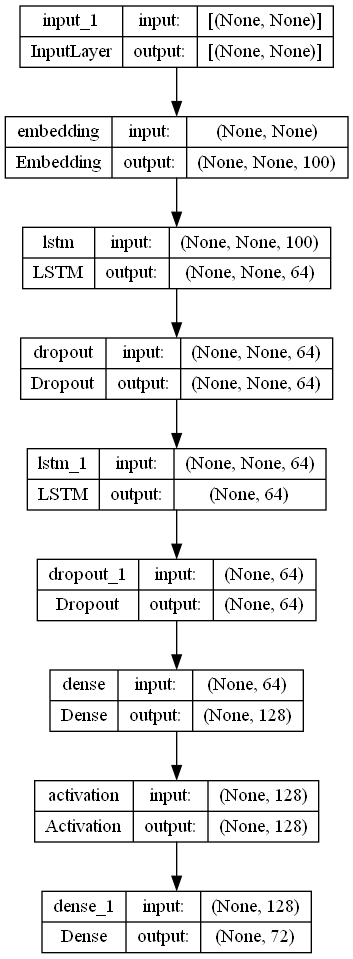 input_1 input: [(None, None)]
InputLayer output: [(None, None)]
embedding input: (None, None)
Embedding output: (None, None, 100)
lstm input: (None, None, 100)
LSTM output: (None, None, 64)
dropout input: (None, None, 64)
Dropout output: (None, None, 64)
lstm_1 input: (None, None, 64)
LSTM output: (None, 64)
dropout_1 input: (None, 64)
Dropout output: (None, 64)
dense input: (None, 64)
Dense output: (None, 128)
activation input: (None, 128)
Activation output: (None, 128)
dense_1 input: (None, 128)
Dense output: (None, 72)